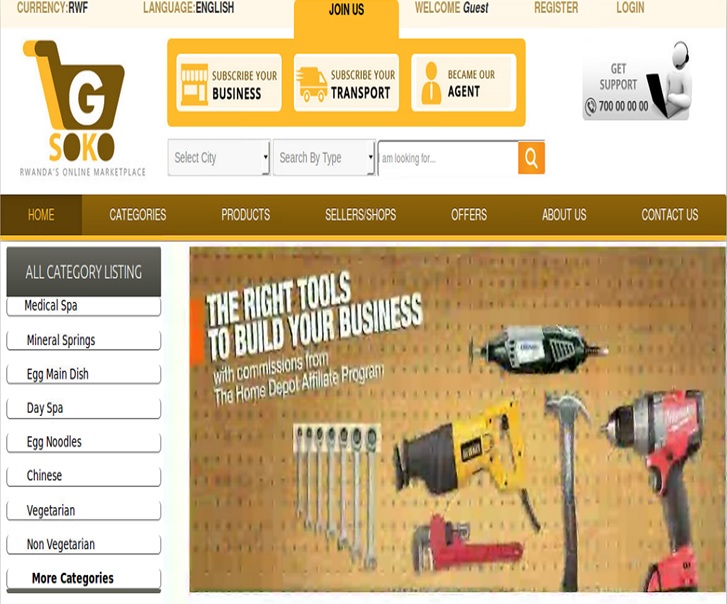 CURRENCY:RWF
LANGUAGE:ENGLISH
JOIN US
WELCOME Guest
REGISTER
LOGIN
G
SOKO
RWANDA'S ONLINE MARKETPLACE
SUBSCRIBE YOUR
BUSINESS
SUBSCRIBE YOUR
TRANSPORT
BECAME OUR
AGENT
GET
SUPPORT
700 00 00 00
Select City
Search By Type
I am looking for...
HOME
CATEGORIES
PRODUCTS
SELLERS/SHOPS
OFFERS
ABOUT US
CONTACT US
ALL CATEGORY LISTING
Medical Spa
Mineral Springs
Egg Main Dish
Day Spa
Egg Noodles
Chinese
Vegetarian
Non Vegetarian
More Categories
THE RIGHT TOOLS
TO BUILD YOUR BUSINESS
with commissions from
The Home Depot Affiliate Program
DEWALT